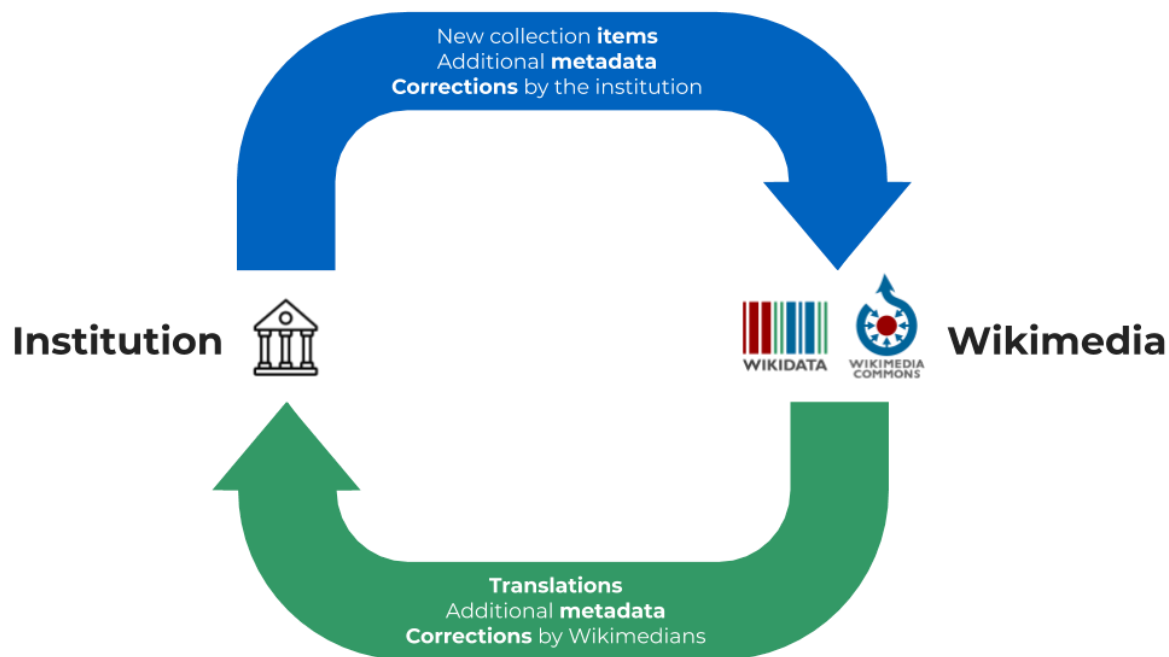 New collection items
Additional metadata
Corrections by the institution
Institution
WIKIDATA
WIKIMEDIA
COMMONS
Wikimedia
Translations
Additional metadata
Corrections by Wikimedians